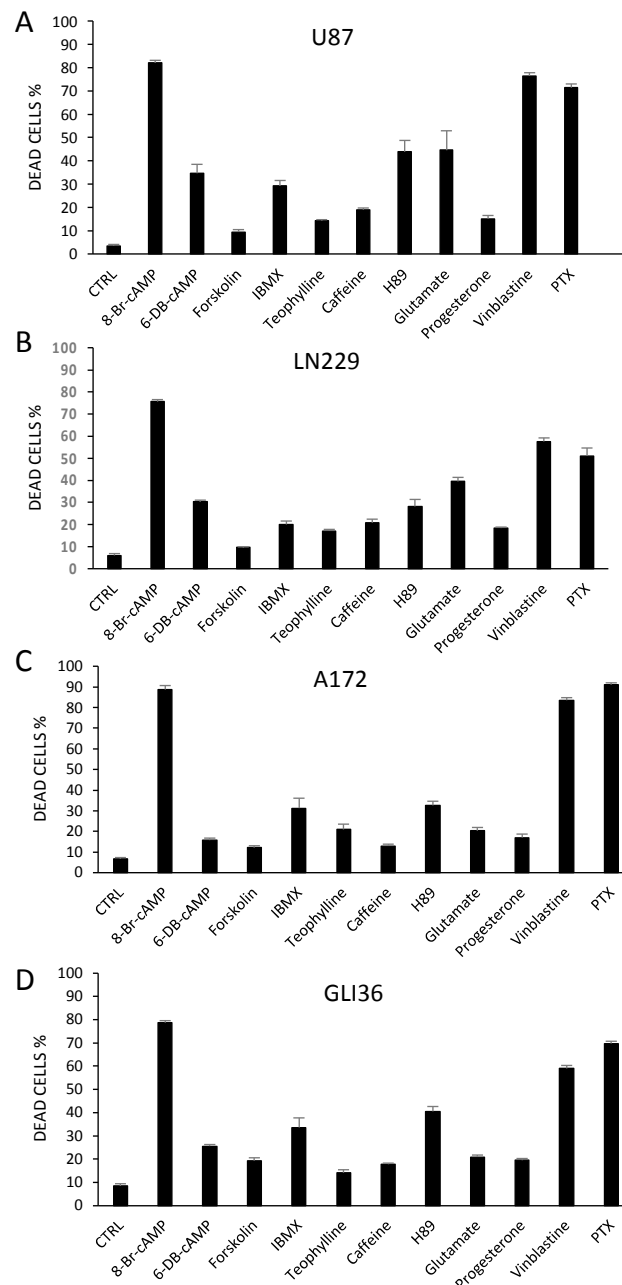 A
U87
DEAD CELLS %
100
90
80
70
60
50
40
30
20
10
0
CTRL
8-Br-cAMP
6-DB-cAMP
Forskolin
IBMX
Teophylline
Caffeine
H89
Glutamate
Progesterone
Vinblastine
PTX
B
LN229
DEAD CELLS %
100
90
80
70
60
50
40
30
20
10
0
CTRL
8-Br-cAMP
6-DB-cAMP
Forskolin
IBMX
Teophylline
Caffeine
H89
Glutamate
Progesterone
Vinblastine
PTX
C
A172
DEAD CELLS %
100
90
80
70
60
50
40
30
20
10
0
CTRL
8-Br-cAMP
6-DB-cAMP
Forskolin
IBMX
Teophylline
Caffeine
H89
Glutamate
Progesterone
Vinblastine
PTX
D
GLI36
DEAD CELLS %
100
90
80
70
60
50
40
30
20
10
0
CTRL
8-Br-cAMP
6-DB-cAMP
Forskolin
IBMX
Teophylline
Caffeine
H89
Glutamate
Progesterone
Vinblastine
PTX